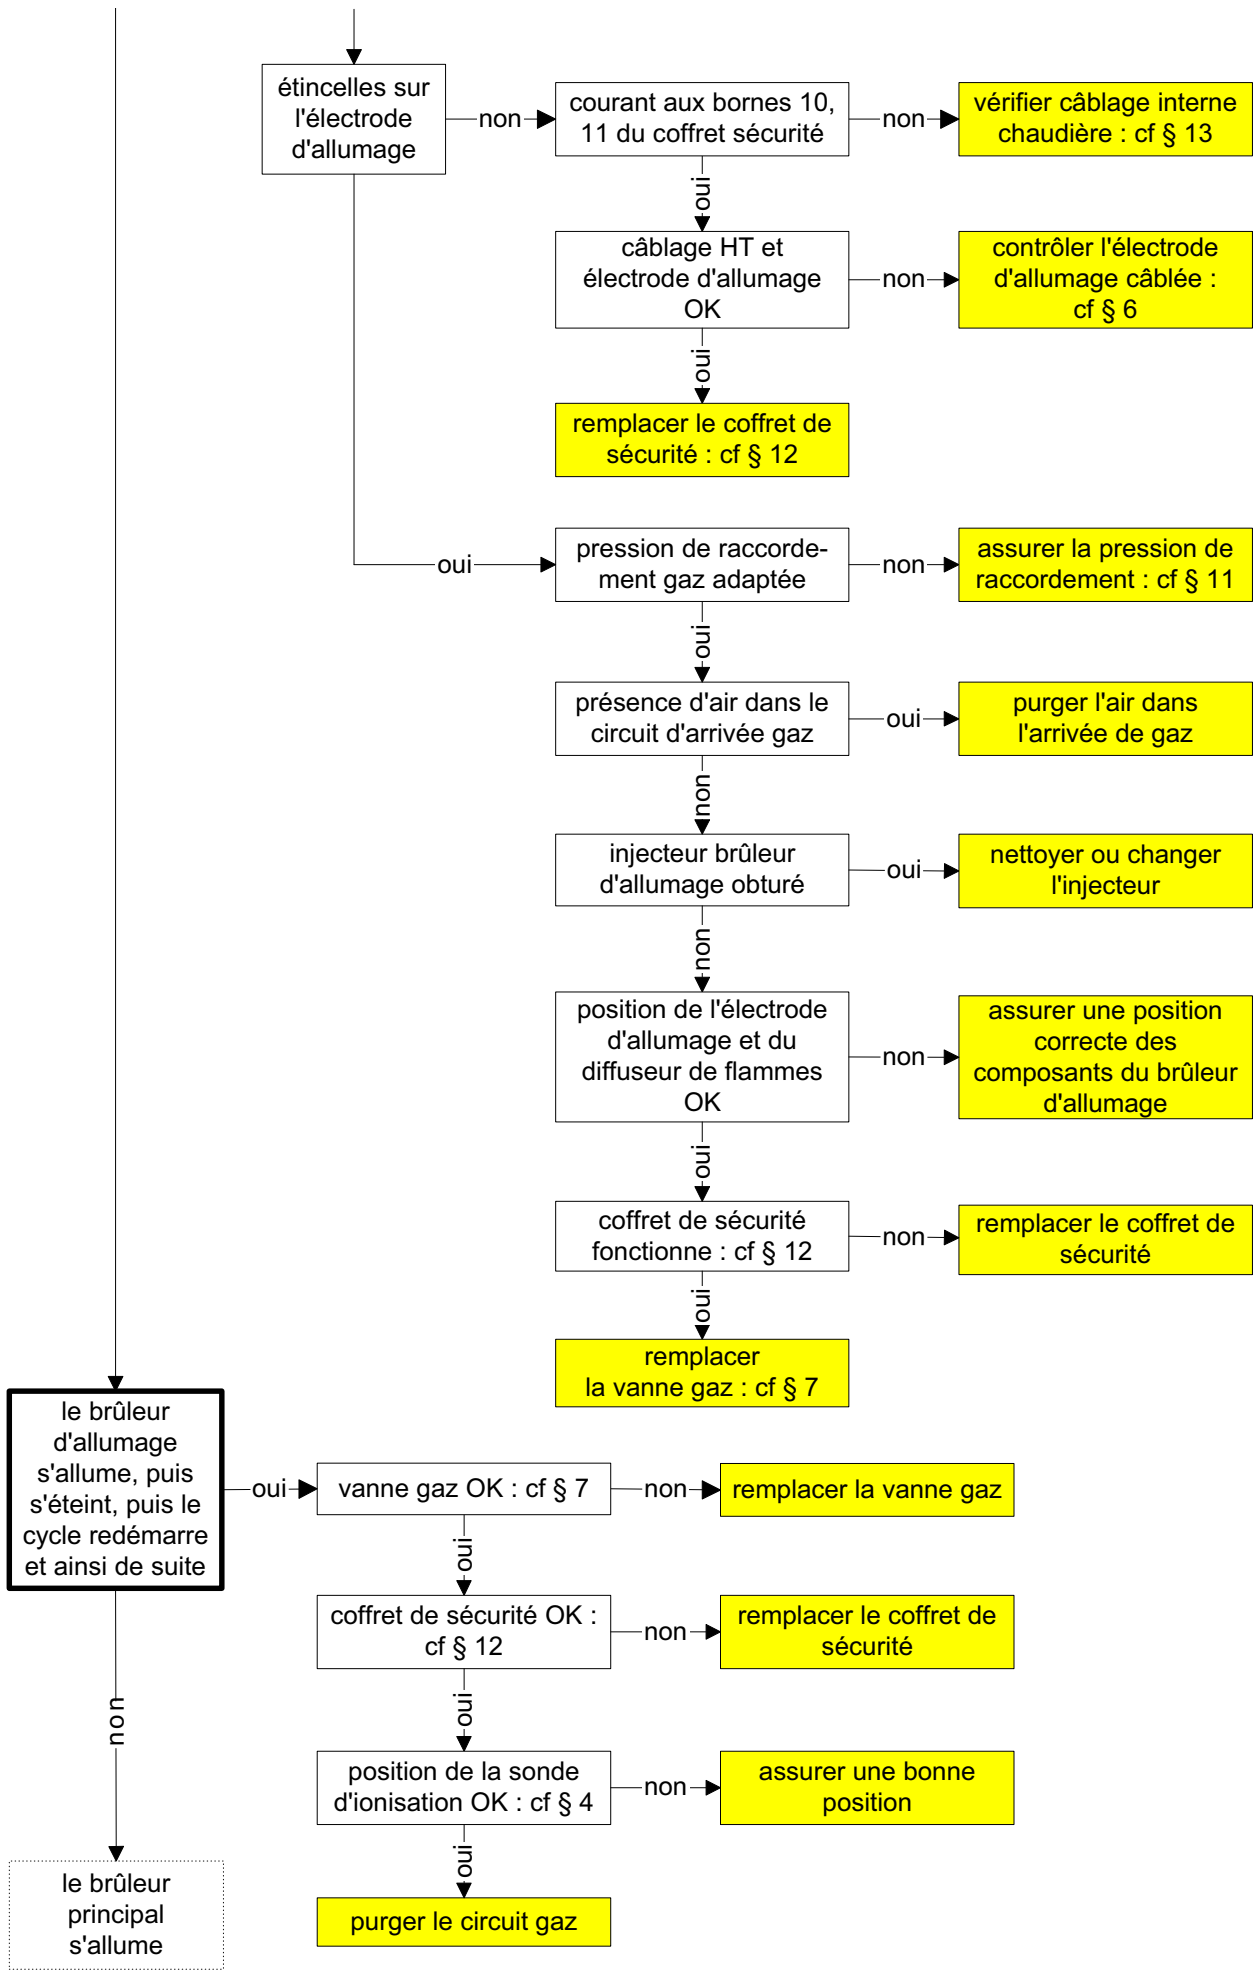 étincelles sur
l'électrode
d'allumage
non
courant aux bornes 10,
11 du coffret sécurité
non
vérifier câblage interne
chaudière : cf § 13
oui
câblage HT et
électrode d'allumage
OK
non
contrôler l'électrode
d'allumage câblée :
cf § 6
oui
remplacer le coffret de
sécurité : cf § 12
oui
pression de raccorde-
ment gaz adaptée
non
assurer la pression de
raccordement : cf § 11
oui
présence d'air dans le
circuit d'arrivée gaz
oui
purger l'air dans
l'arrivée de gaz
non
injecteur brûleur
d'allumage obturé
oui
nettoyer ou changer
l'injecteur
non
position de l'électrode
d'allumage et du
diffuseur de flammes
OK
non
assurer une position
correcte des
composants du brûleur
d'allumage
oui
coffret de sécurité
fonctionne : cf § 12
non
remplacer le coffret de
sécurité
oui
remplacer
la vanne gaz : cf § 7
le brûleur
d'allumage
s'allume, puis
s'éteint, puis le
cycle redémarre
et ainsi de suite
oui
vanne gaz OK : cf § 7
non
remplacer la vanne gaz
oui
coffret de sécurité OK :
cf § 12
non
remplacer le coffret de
sécurité
oui
position de la sonde
d'ionisation OK : cf § 4
non
assurer une bonne
position
oui
purger le circuit gaz
non
le brûleur
principal
s'allume